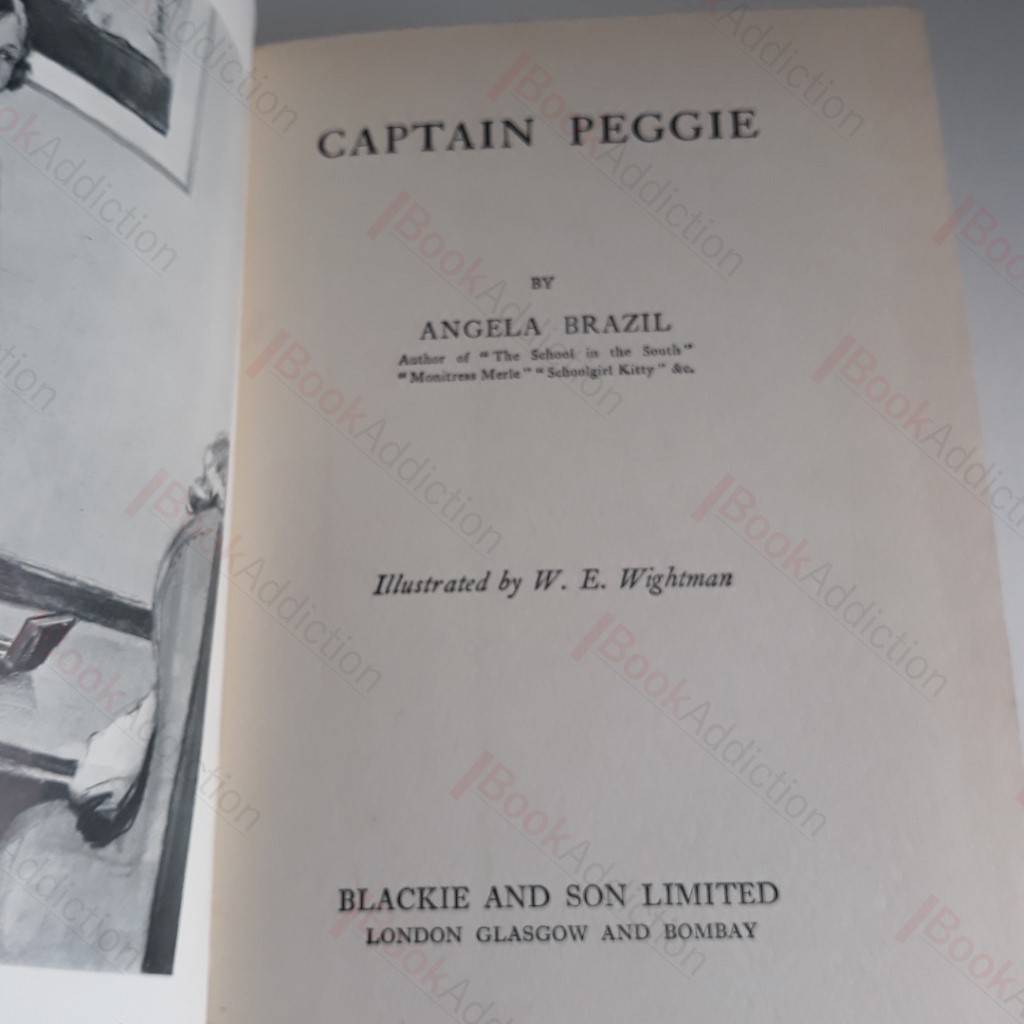 CAPTAIN PEGGIE
BY
ANGELA BRAZIL
Author of "The School in the South"
"Monitress Merle" "Schoolgirl Kitty" &c.
Illustrated by W. E. Wightman
BLACKIE AND SON LIMITED
LONDON GLASGOW AND BOMBAY
BookAddiction